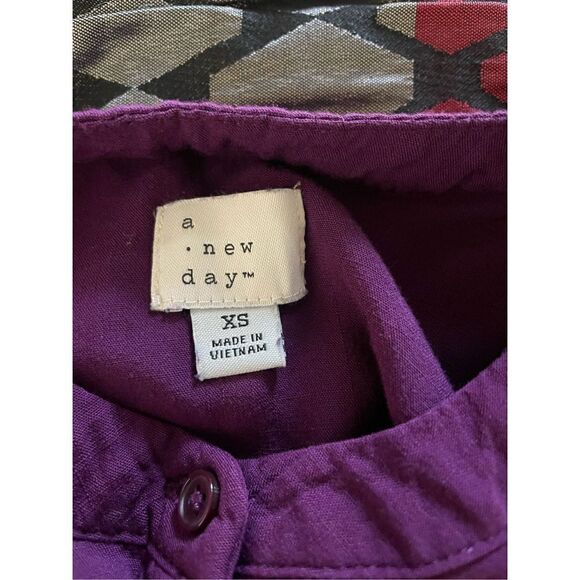 a
· new
day™
XS
MADE IN
VIETNAM